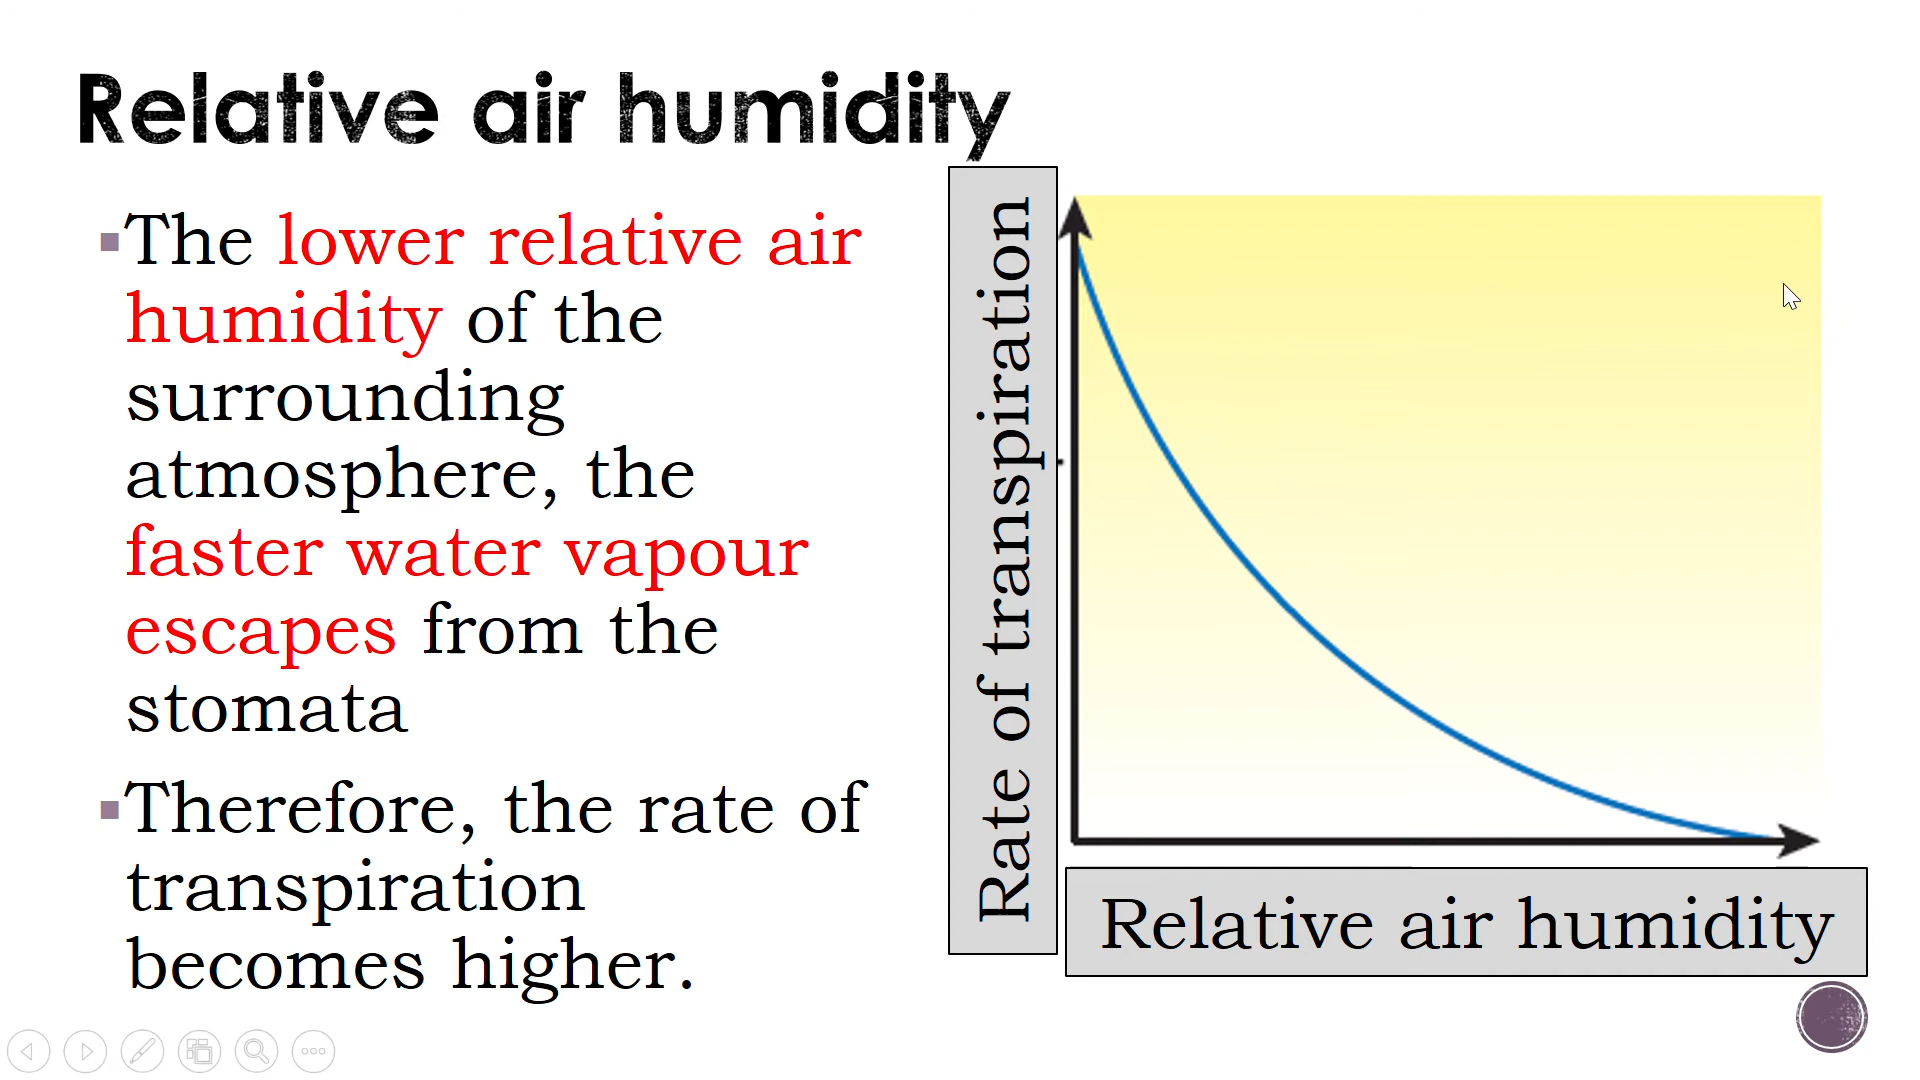 Relative air humidity
▪The lower relative air
humidity of the
surrounding
atmosphere, the
faster water vapour
escapes from the
stomata
▪Therefore, the rate of
transpiration
becomes higher.
Rate of transpiration
Relative air humidity